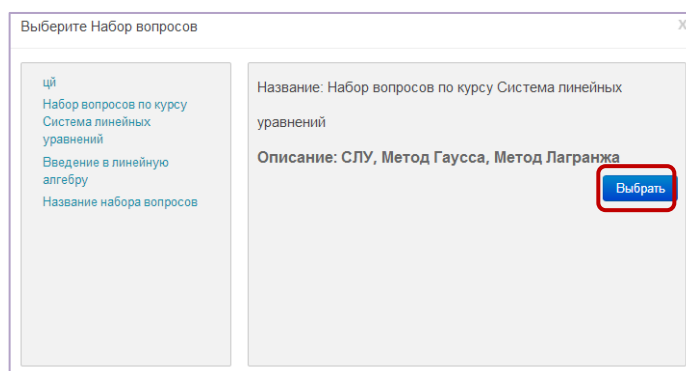 Выберите Набор вопросов
X
цй
Набор вопросов по курсу
Система линейных
уравнений
Введение в линейную
алгебру
Название набора вопросов
Название: Набор вопросов по курсу Система линейных
уравнений
Описание: СЛУ, Метод Гаусса, Метод Лагранжа
Выбрать